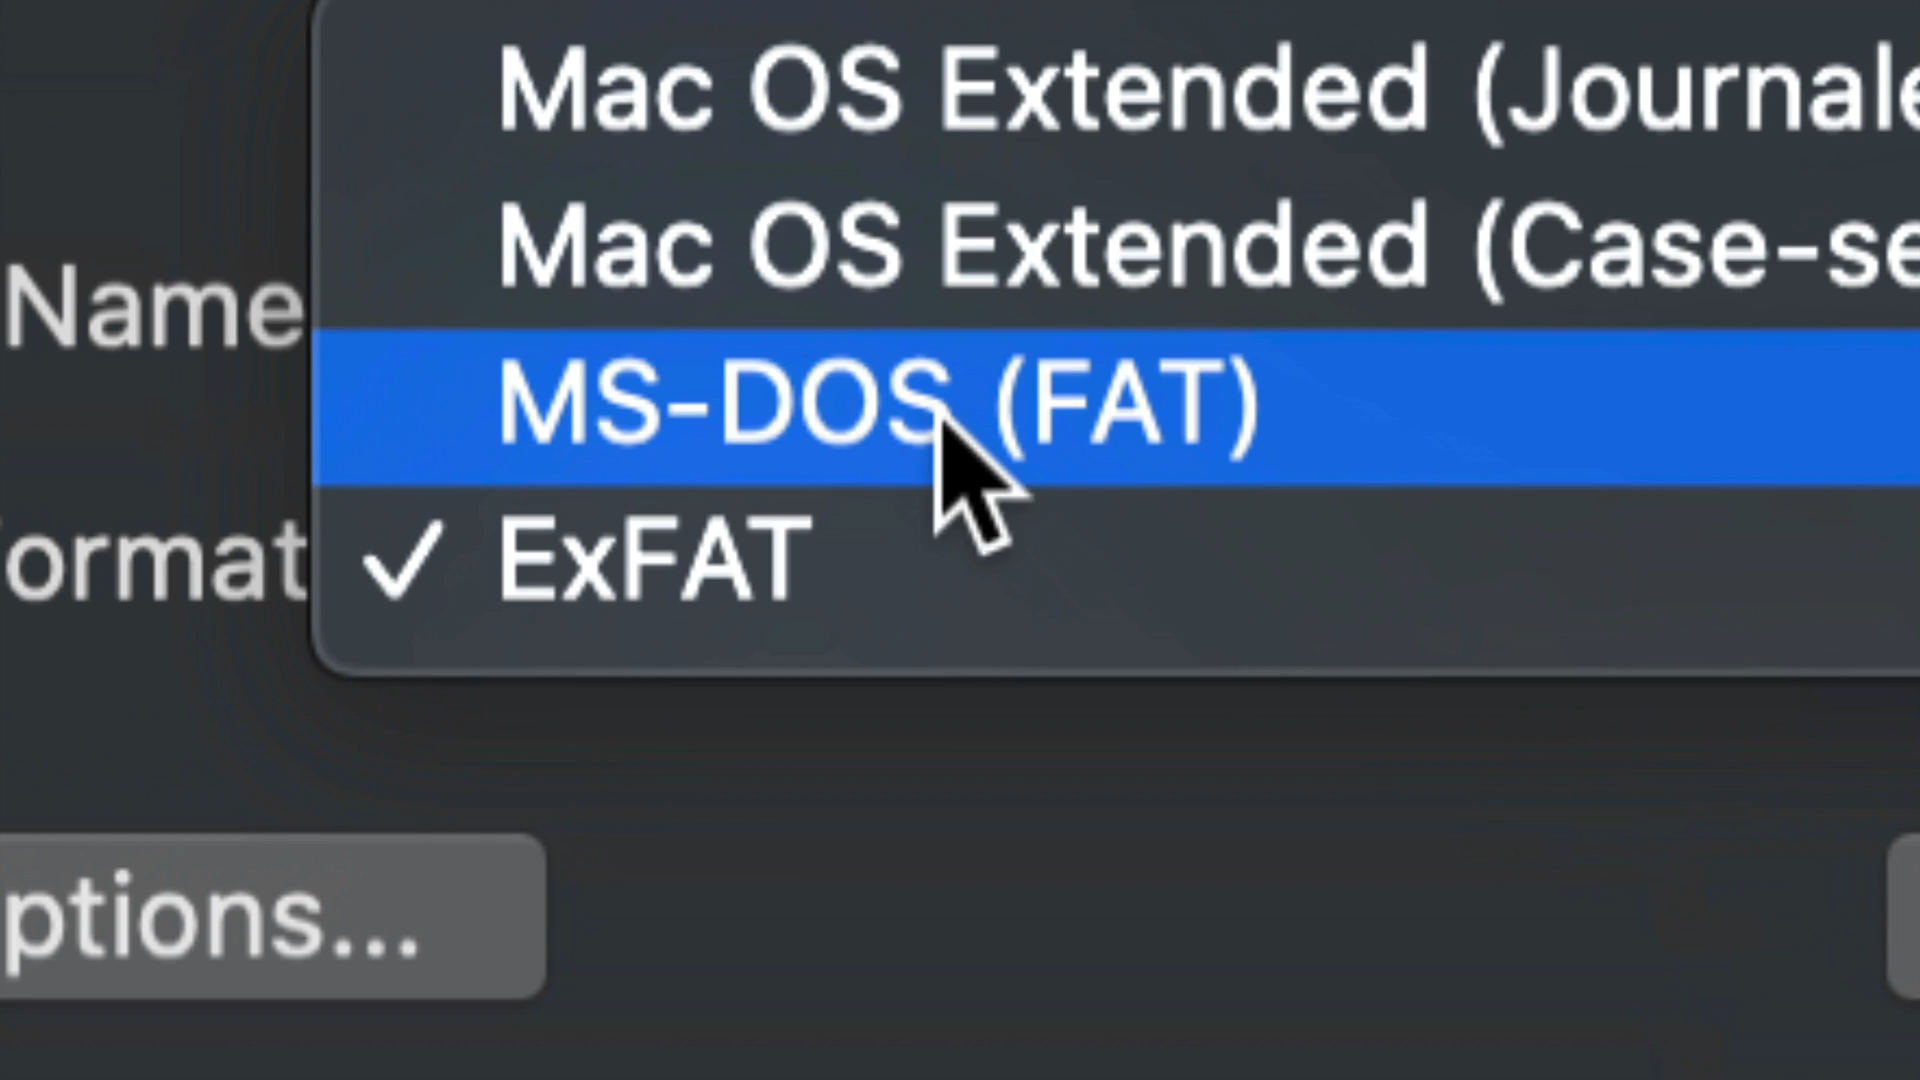 Mac OS Extended (Journale
Mac OS Extended (Case-se
Name
MS-DOS (FAT)
ormat
✓ ExFAT
ptions...